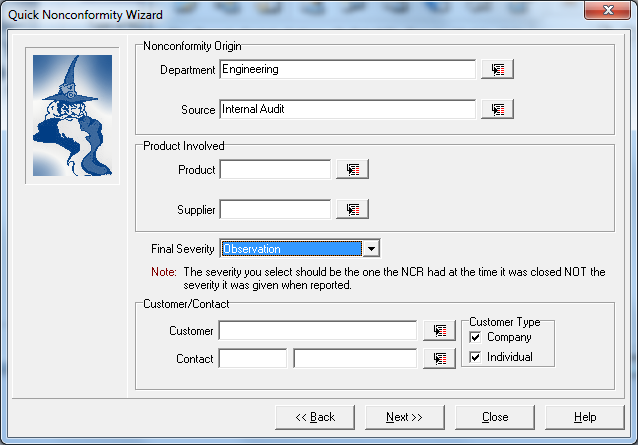 Quick Nonconformity Wizard
Nonconformity Origin
Department Engineering
Source Internal Audit
Product Involved
Product
Supplier
Final Severity Observation
Note: The severity you select should be the one the NCR had at the time it was closed NOT the
severity it was given when reported.
Customer/Contact
Customer
Customer Type
Company
Contact
Individual
<< Back Next >> Close Help